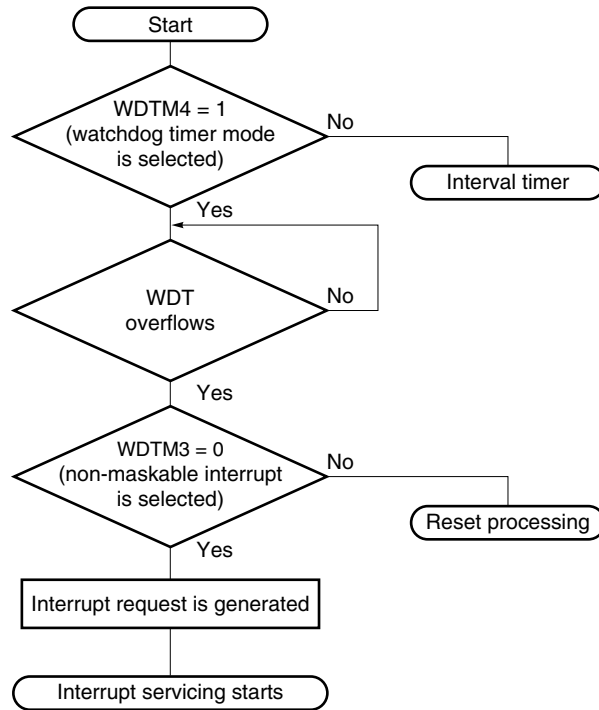 Start
WDTM4 = 1
(watchdog timer mode
is selected)
No
Interval timer
Yes
WDT
overflows
No
Yes
WDTM3 = 0
(non-maskable interrupt
is selected)
No
Reset processing
Yes
Interrupt request is generated
Interrupt servicing starts